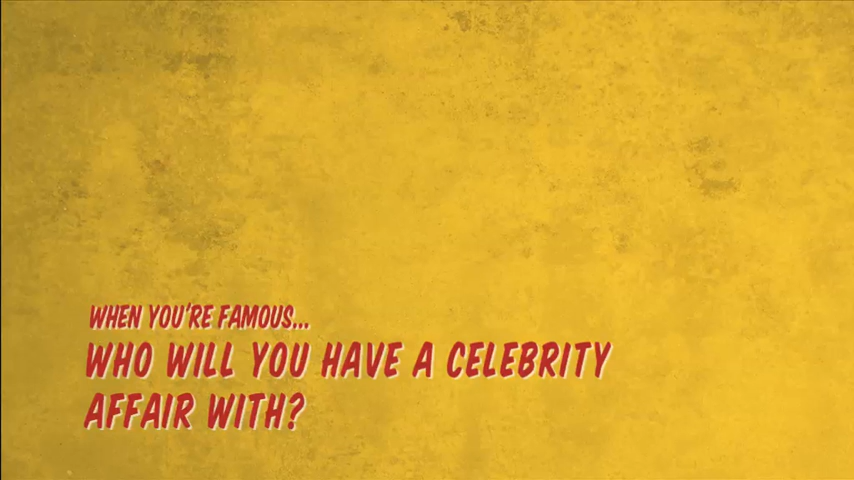 WHEN YOU'RE FAMOUS...
WHO WILL YOU HAVE A CELEBRITY
AFFAIR WITH?